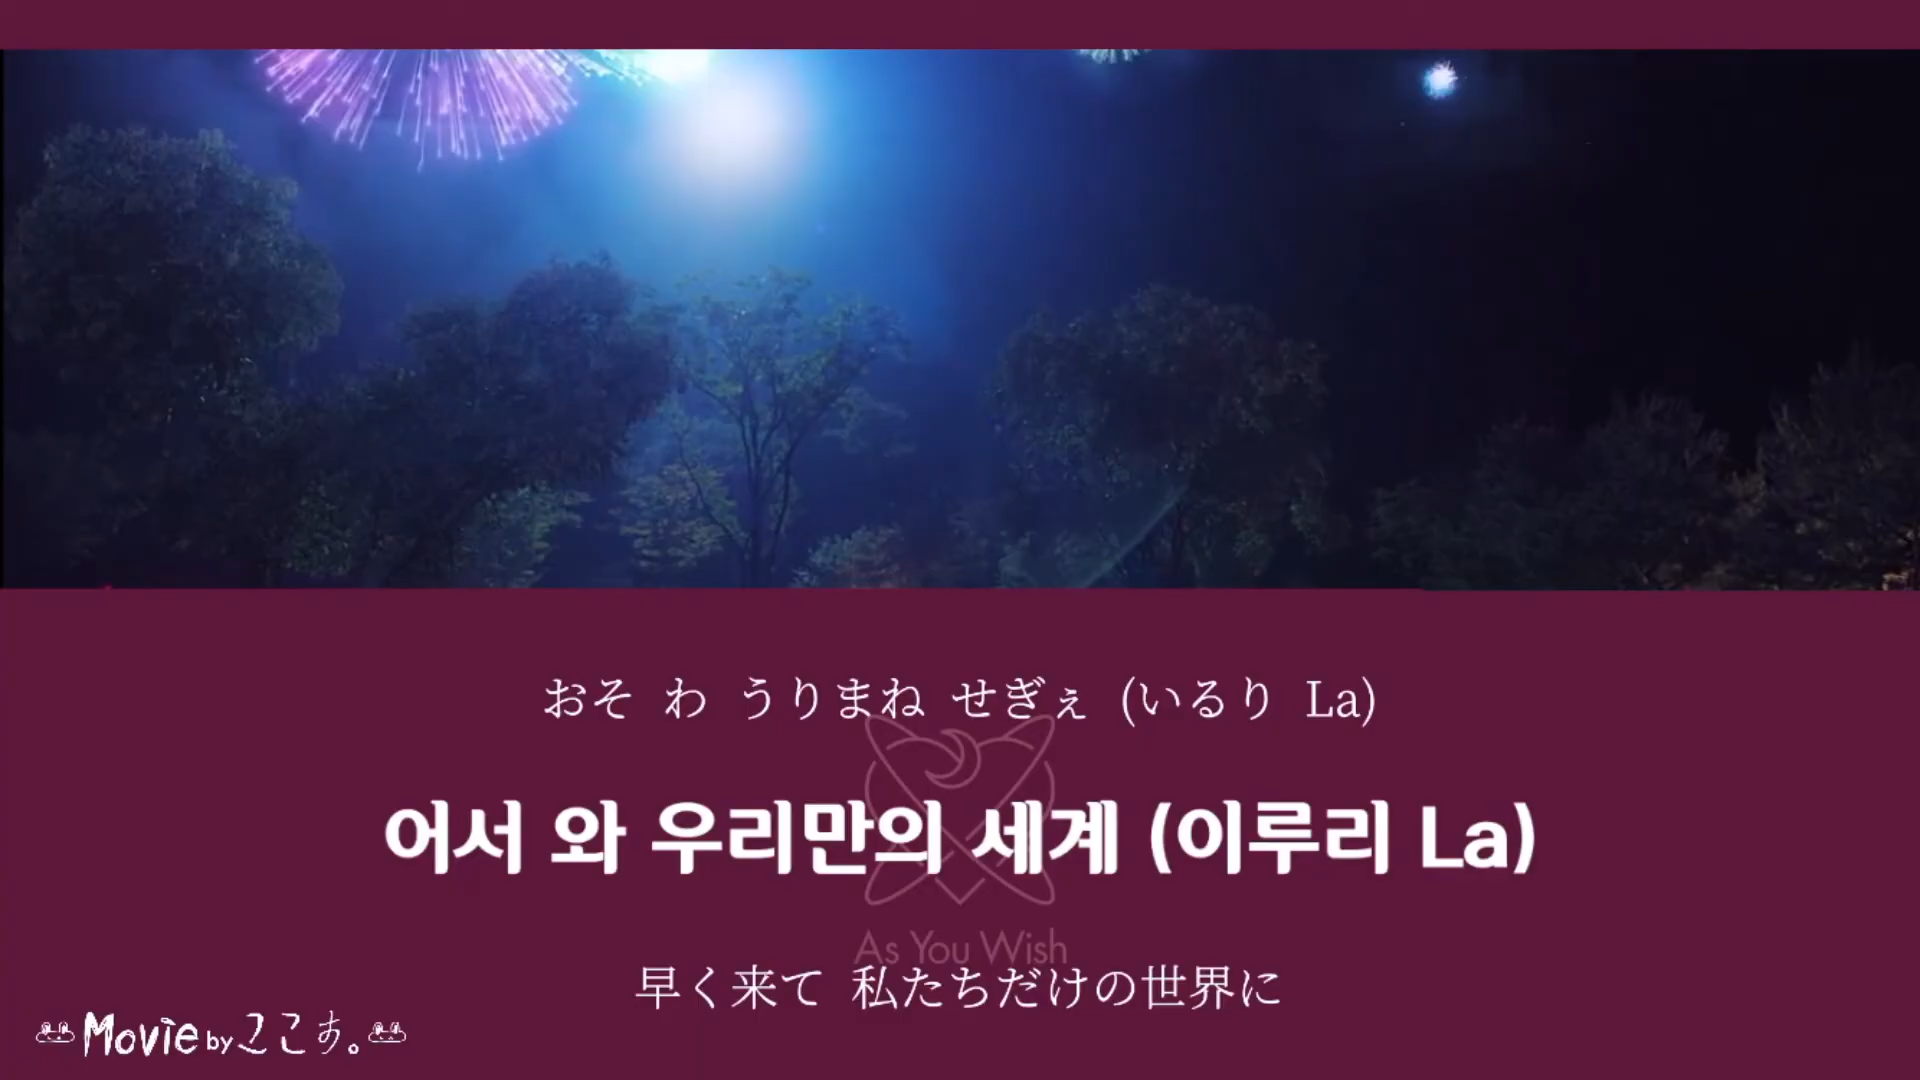 おそ わ うりまね せぎぇ (いるり La)
어서 와 우리만의 세계 (이루리 La)
As You Wish
早く来て 私たちだけの世界に
Movie by ここあ。